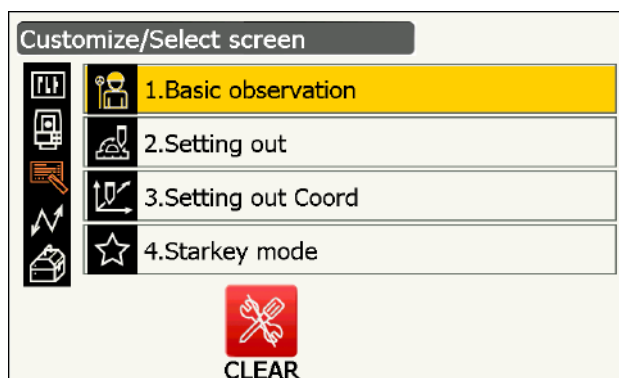 Customize/Select screen
1.Basic observation
2.Setting out
3.Setting out Coord
4.Starkey mode
CLEAR